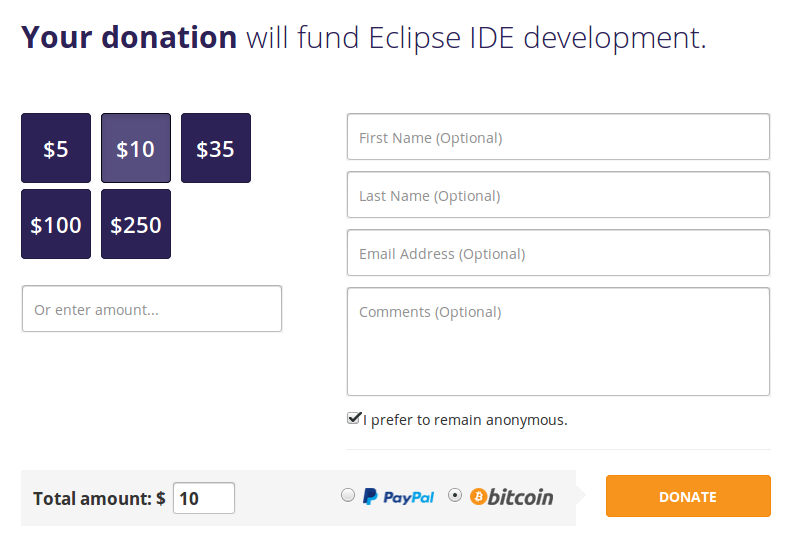 Your donation will fund Eclipse IDE development.
$5
$10
$35
$100
$250
Or enter amount...
First Name (Optional)
Last Name (Optional)
Email Address (Optional)
Comments (Optional)
I prefer to remain anonymous.
Total amount: $ 10
PayPal
bitcoin
DONATE